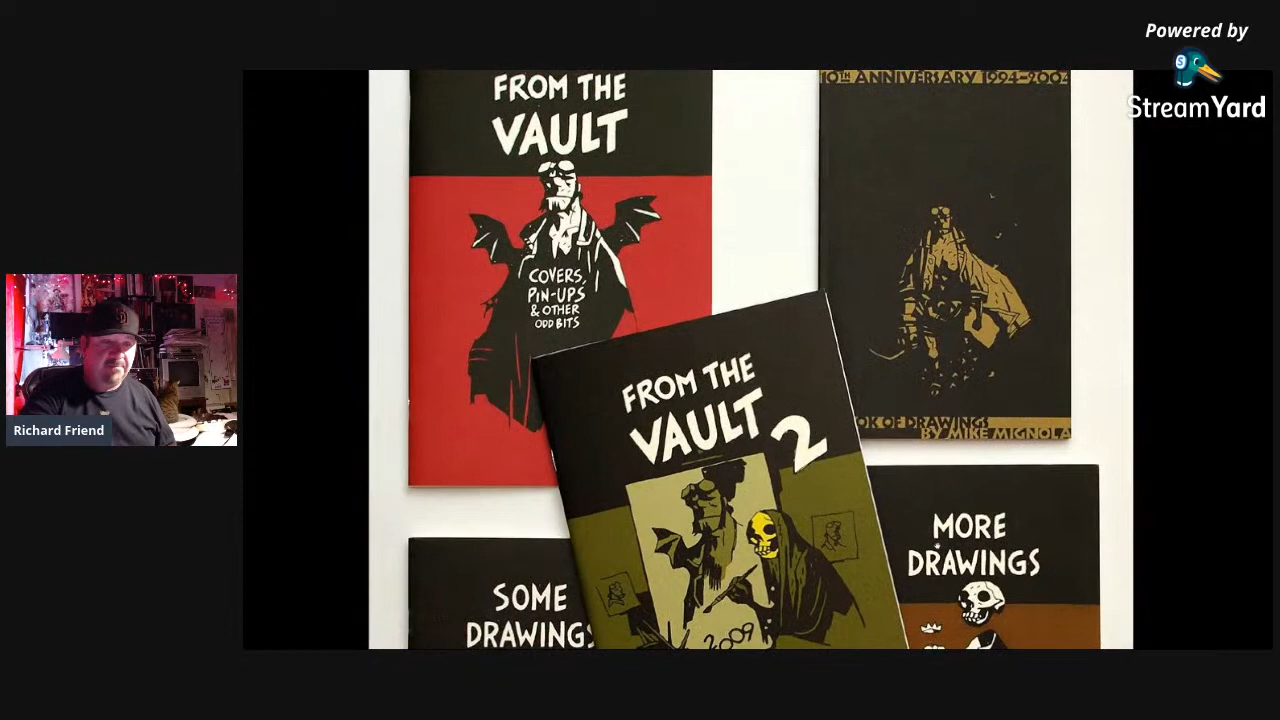 Powered by
StreamYard
10TH ANNIVERSARY 1994-2004
FROM THE
VAULT
COVERS,
PIN-UPS
& OTHER
ODD BITS
FROM THE
VAULT
2
2009
OK OF DRAWINGS
BY MIKE MIGNOLA
SOME
DRAWINGS
MORE
DRAWINGS
Richard Friend